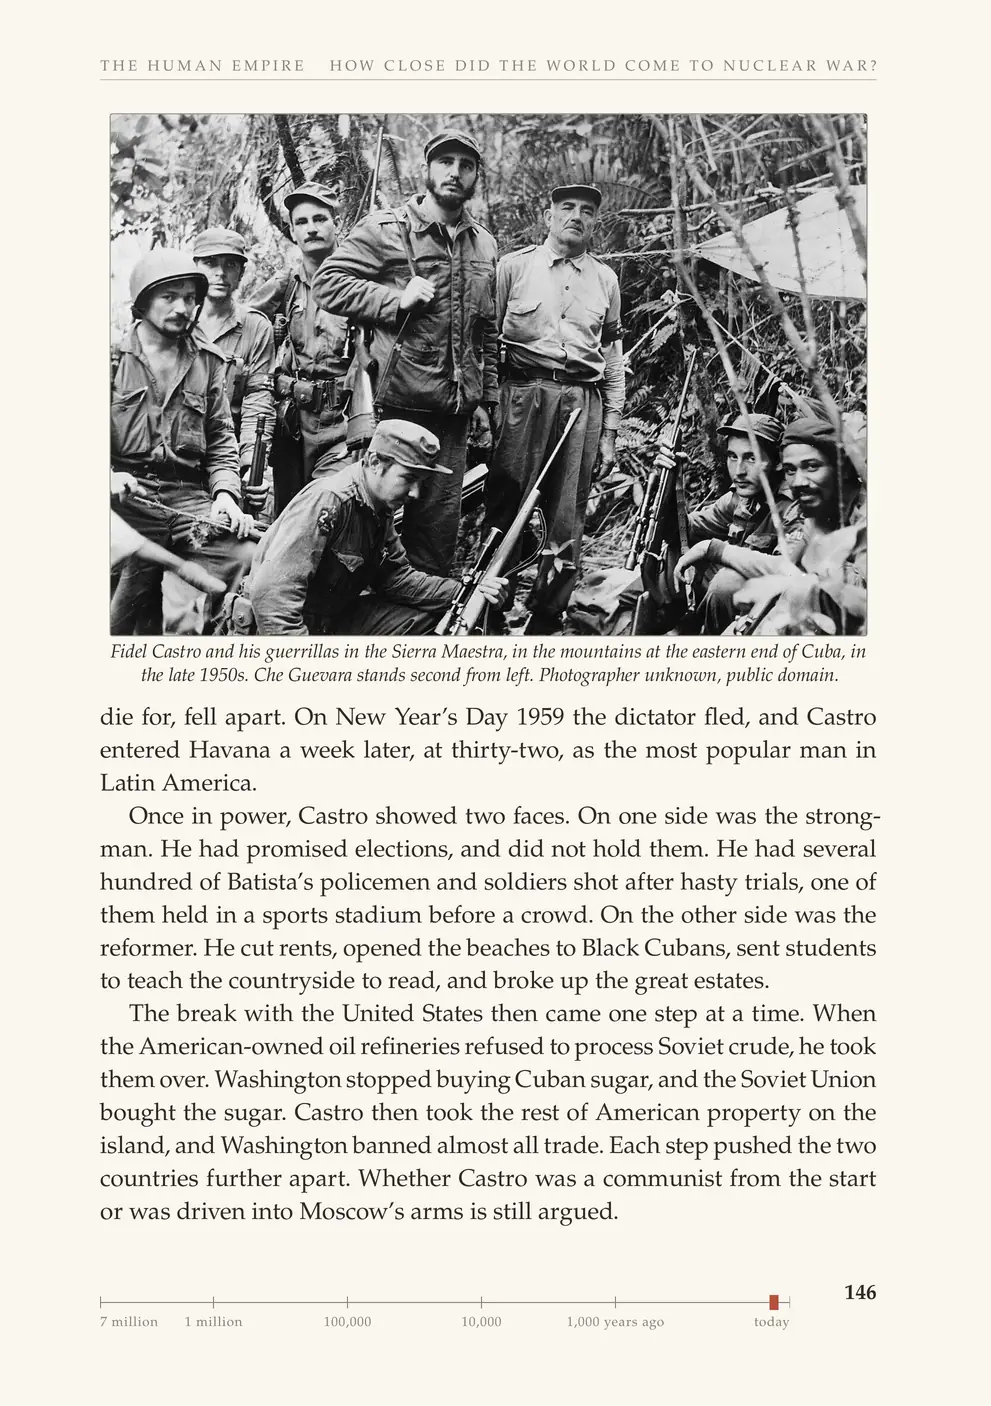 THE HUMAN EMPIRE HOW CLOSE DID THE WORLD COME TO NUCLEAR WAR?
Fidel Castro and his guerrillas in the Sierra Maestra, in the mountains at the eastern end of Cuba, in
the late 1950s. Che Guevara stands second from left. Photographer unknown, public domain.
die for, fell apart. On New Year’s Day 1959 the dictator fled, and Castro
entered Havana a week later, at thirty-two, as the most popular man in
Latin America.
Once in power, Castro showed two faces. On one side was the strong-
man. He had promised elections, and did not hold them. He had several
hundred of Batista’s policemen and soldiers shot after hasty trials, one of
them held in a sports stadium before a crowd. On the other side was the
reformer. He cut rents, opened the beaches to Black Cubans, sent students
to teach the countryside to read, and broke up the great estates.
The break with the United States then came one step at a time. When
the American-owned oil refineries refused to process Soviet crude, he took
them over. Washington stopped buying Cuban sugar, and the Soviet Union
bought the sugar. Castro then took the rest of American property on the
island, and Washington banned almost all trade. Each step pushed the two
countries further apart. Whether Castro was a communist from the start
or was driven into Moscow’s arms is still argued.
146
7 million 1 million 100,000 10,000 1,000 years ago today